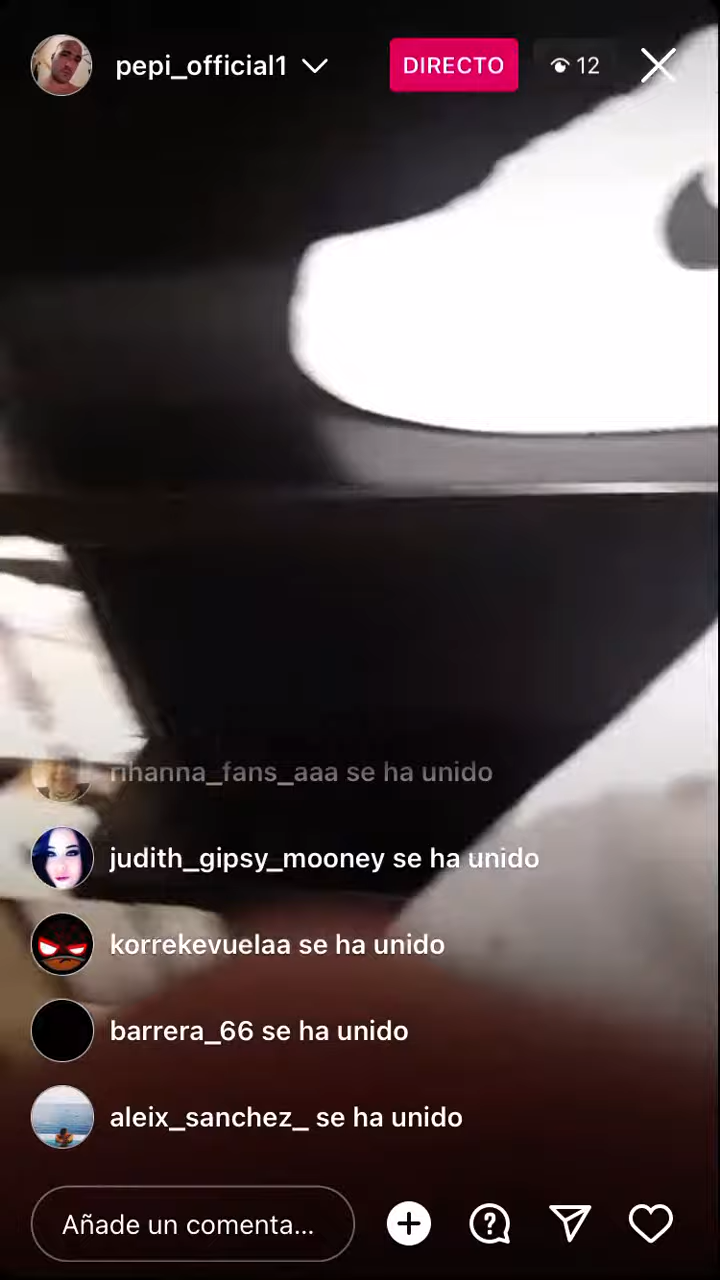 pepi_official1
DIRECTO
12
rihanna_fans_aaa se ha unido
judith_gipsy_mooney se ha unido
korrekevuelaa se ha unido
barrera_66 se ha unido
aleix_sanchez_ se ha unido
Añade un comenta...